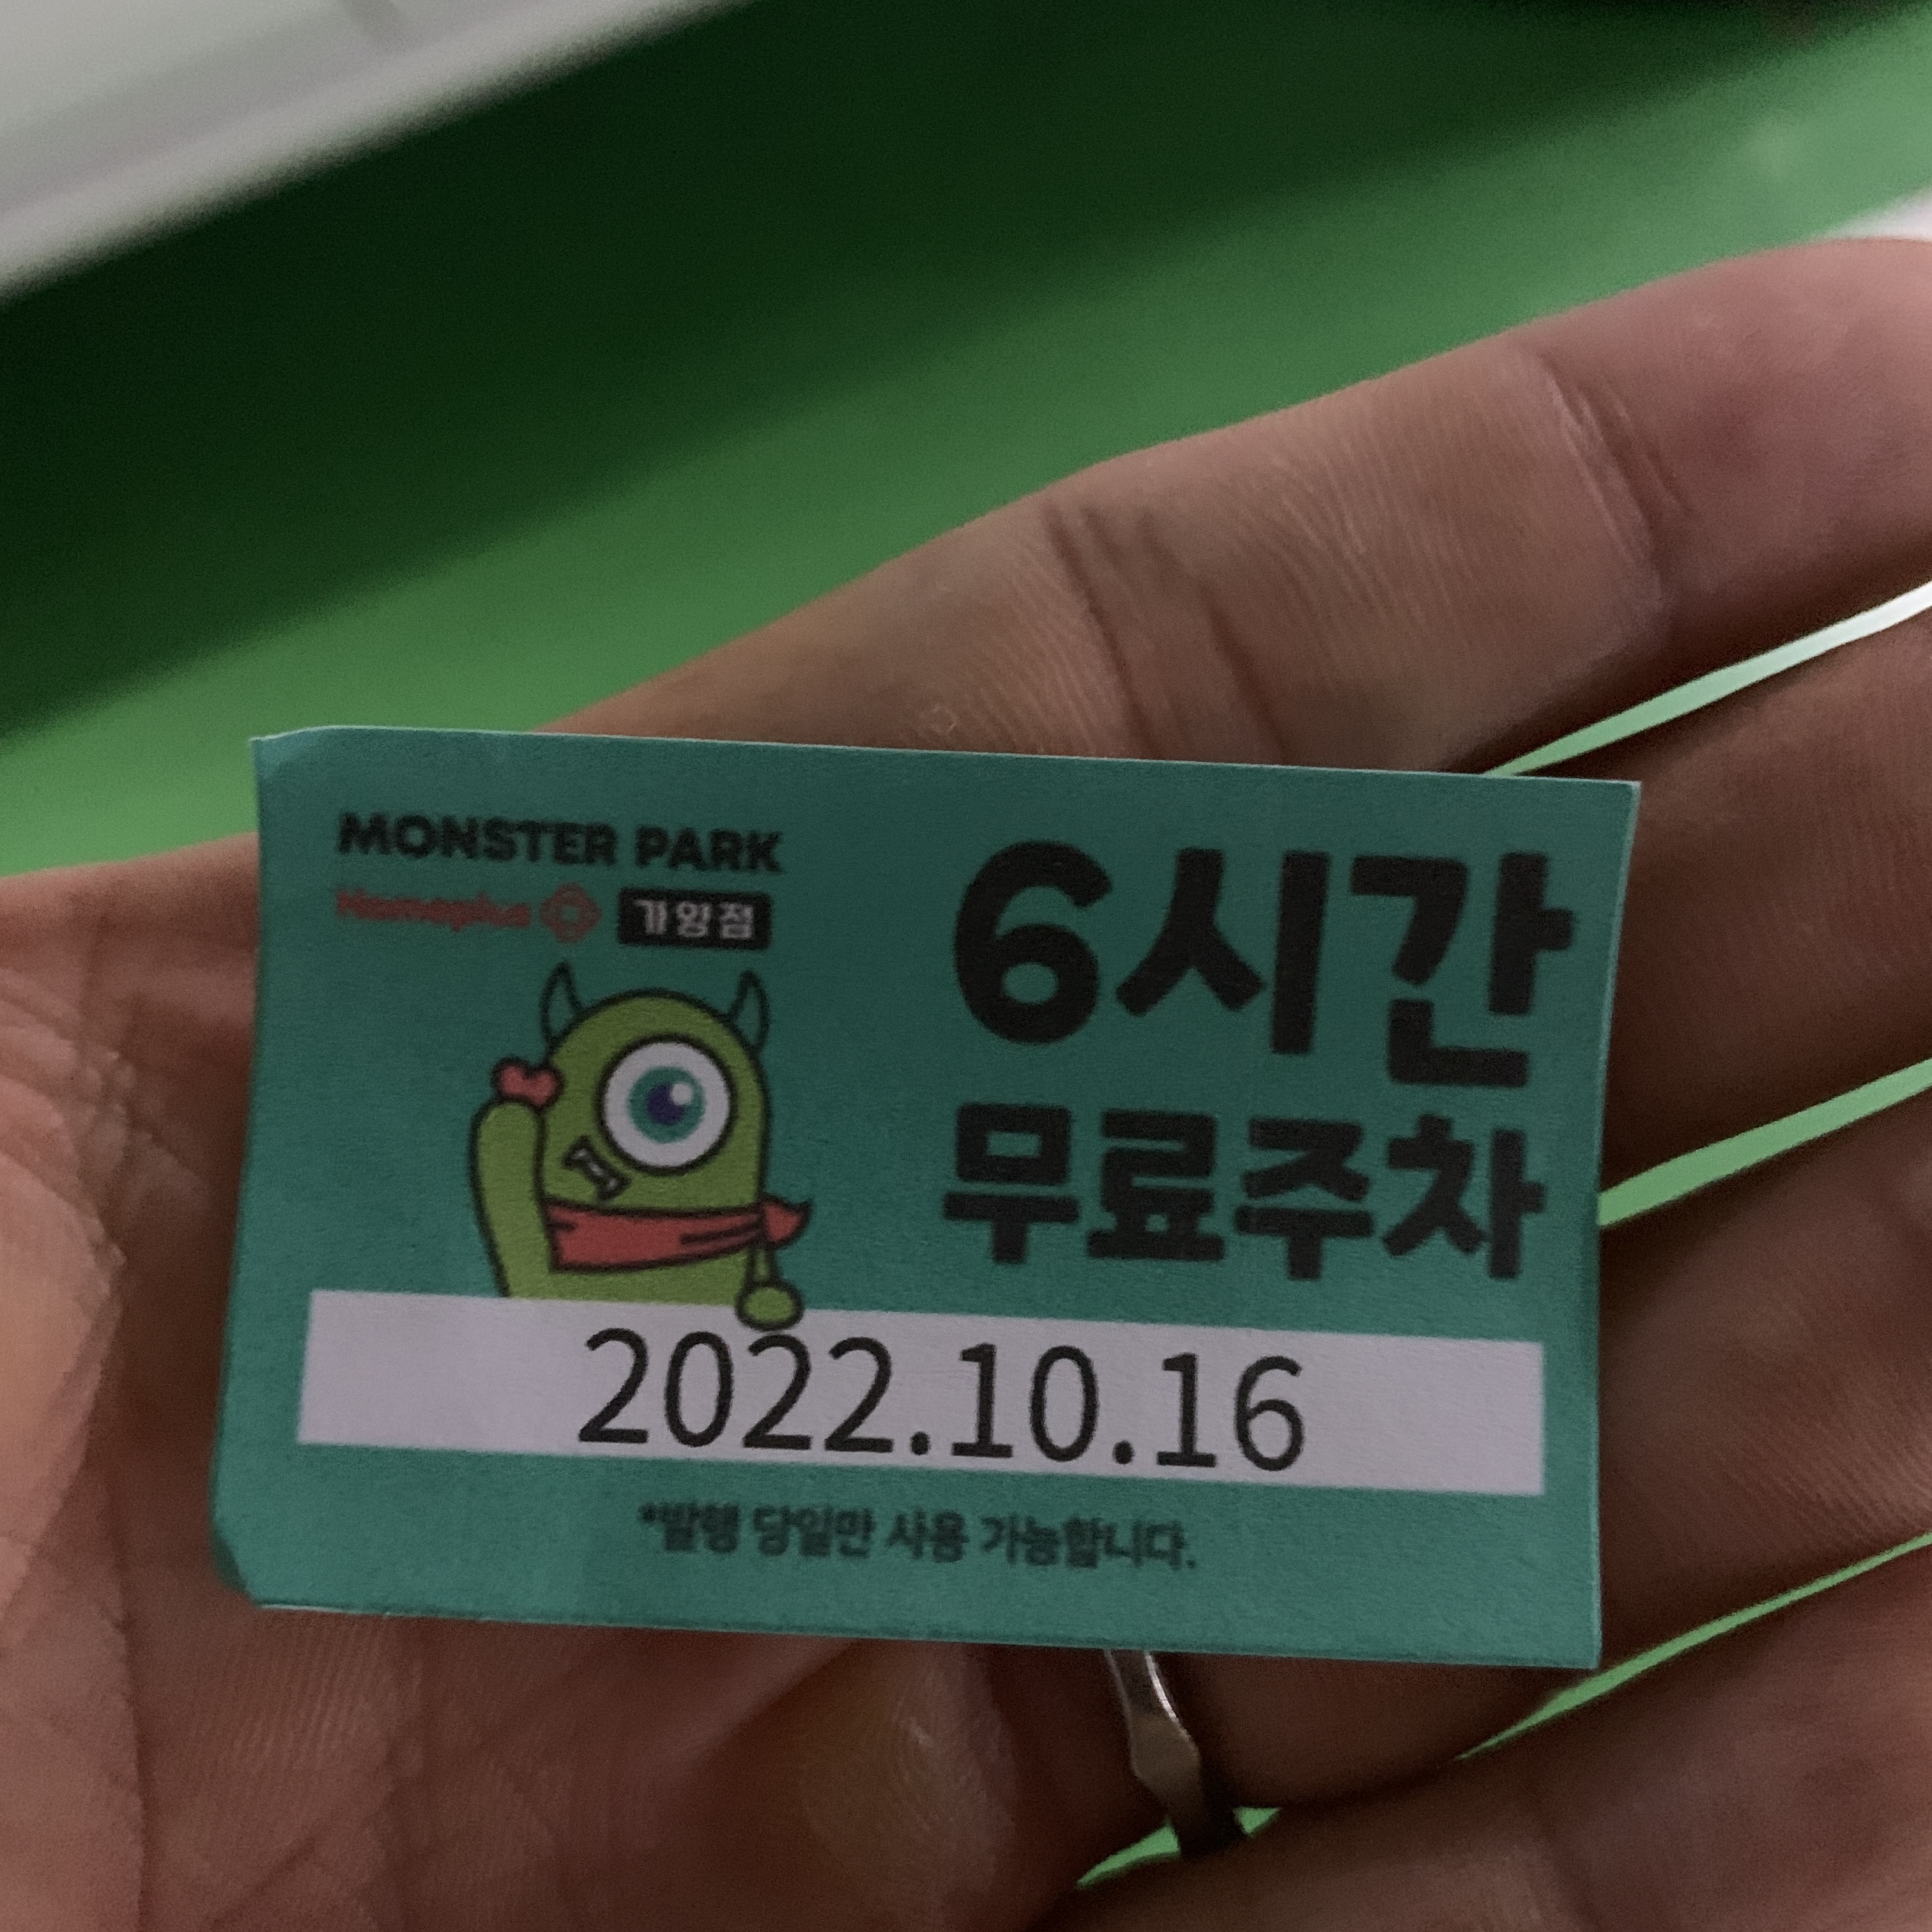 MONSTER PARK
Homeplus 가양점
6시간
무료주차
2022.10.16
*발행 당일만 사용 가능합니다.